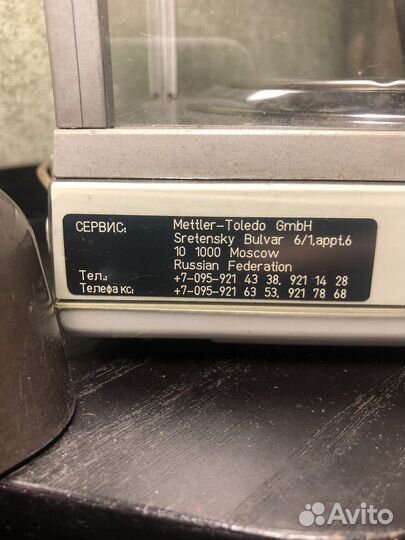 СЕРВИС: Mettler-Toledo GmbH
Sretensky Bulvar 6/1,appt.6
10 1000 Moscow
Russian Federation
Тел.: +7-095-921 43 38, 921 14 28
Телефакс: +7-095-921 63 53, 921 78 68
Avito